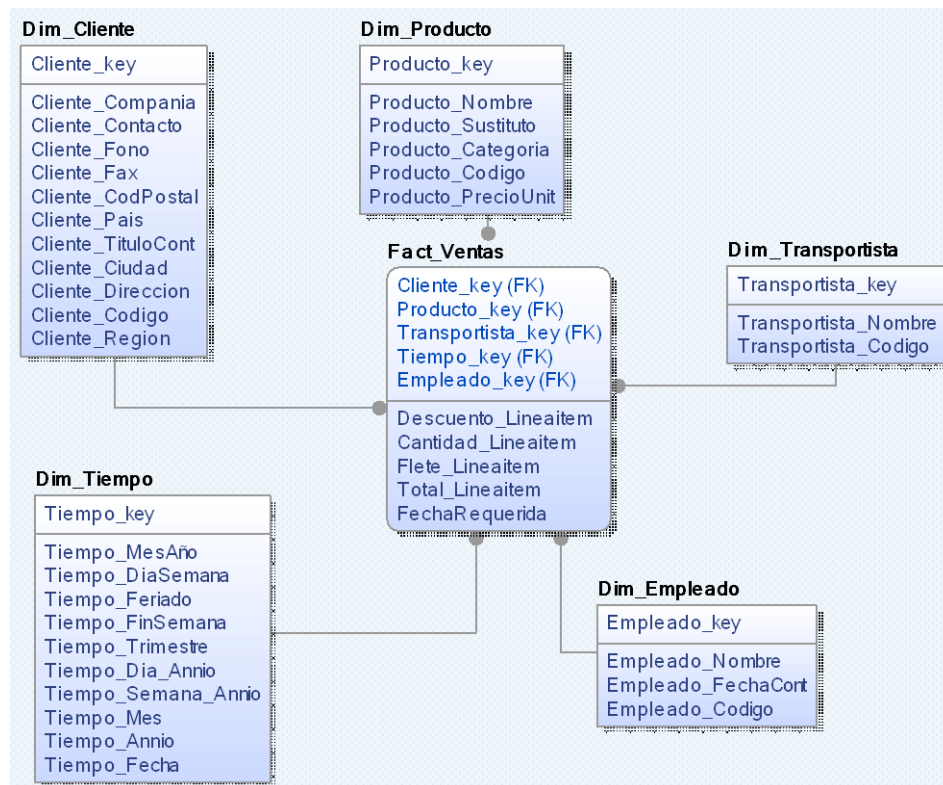 Dim_Cliente
Cliente_key
Cliente_Compania
Cliente_Contacto
Cliente_Fono
Cliente_Fax
Cliente_CodPostal
Cliente_Pais
Cliente_TituloCont
Cliente_Ciudad
Cliente_Direccion
Cliente_Codigo
Cliente_Region
Dim_Producto
Producto_key
Producto_Nombre
Producto_Sustituto
Producto_Categoria
Producto_Codigo
Producto_PrecioUnit
Fact_Ventas
Cliente_key (FK)
Producto_key (FK)
Transportista_key (FK)
Tiempo_key (FK)
Empleado_key (FK)
Descuento_Lineaitem
Cantidad_Lineaitem
Flete_Lineaitem
Total_Lineaitem
FechaRequerida
Dim_Transportista
Transportista_key
Transportista_Nombre
Transportista_Codigo
Dim_Tiempo
Tiempo_key
Tiempo_MesAño
Tiempo_DiaSemana
Tiempo_Feriado
Tiempo_FinSemana
Tiempo_Trimestre
Tiempo_Dia_Annio
Tiempo_Semana_Annio
Tiempo_Mes
Tiempo_Annio
Tiempo_Fecha
Dim_Empleado
Empleado_key
Empleado_Nombre
Empleado_FechaCont
Empleado_Codigo